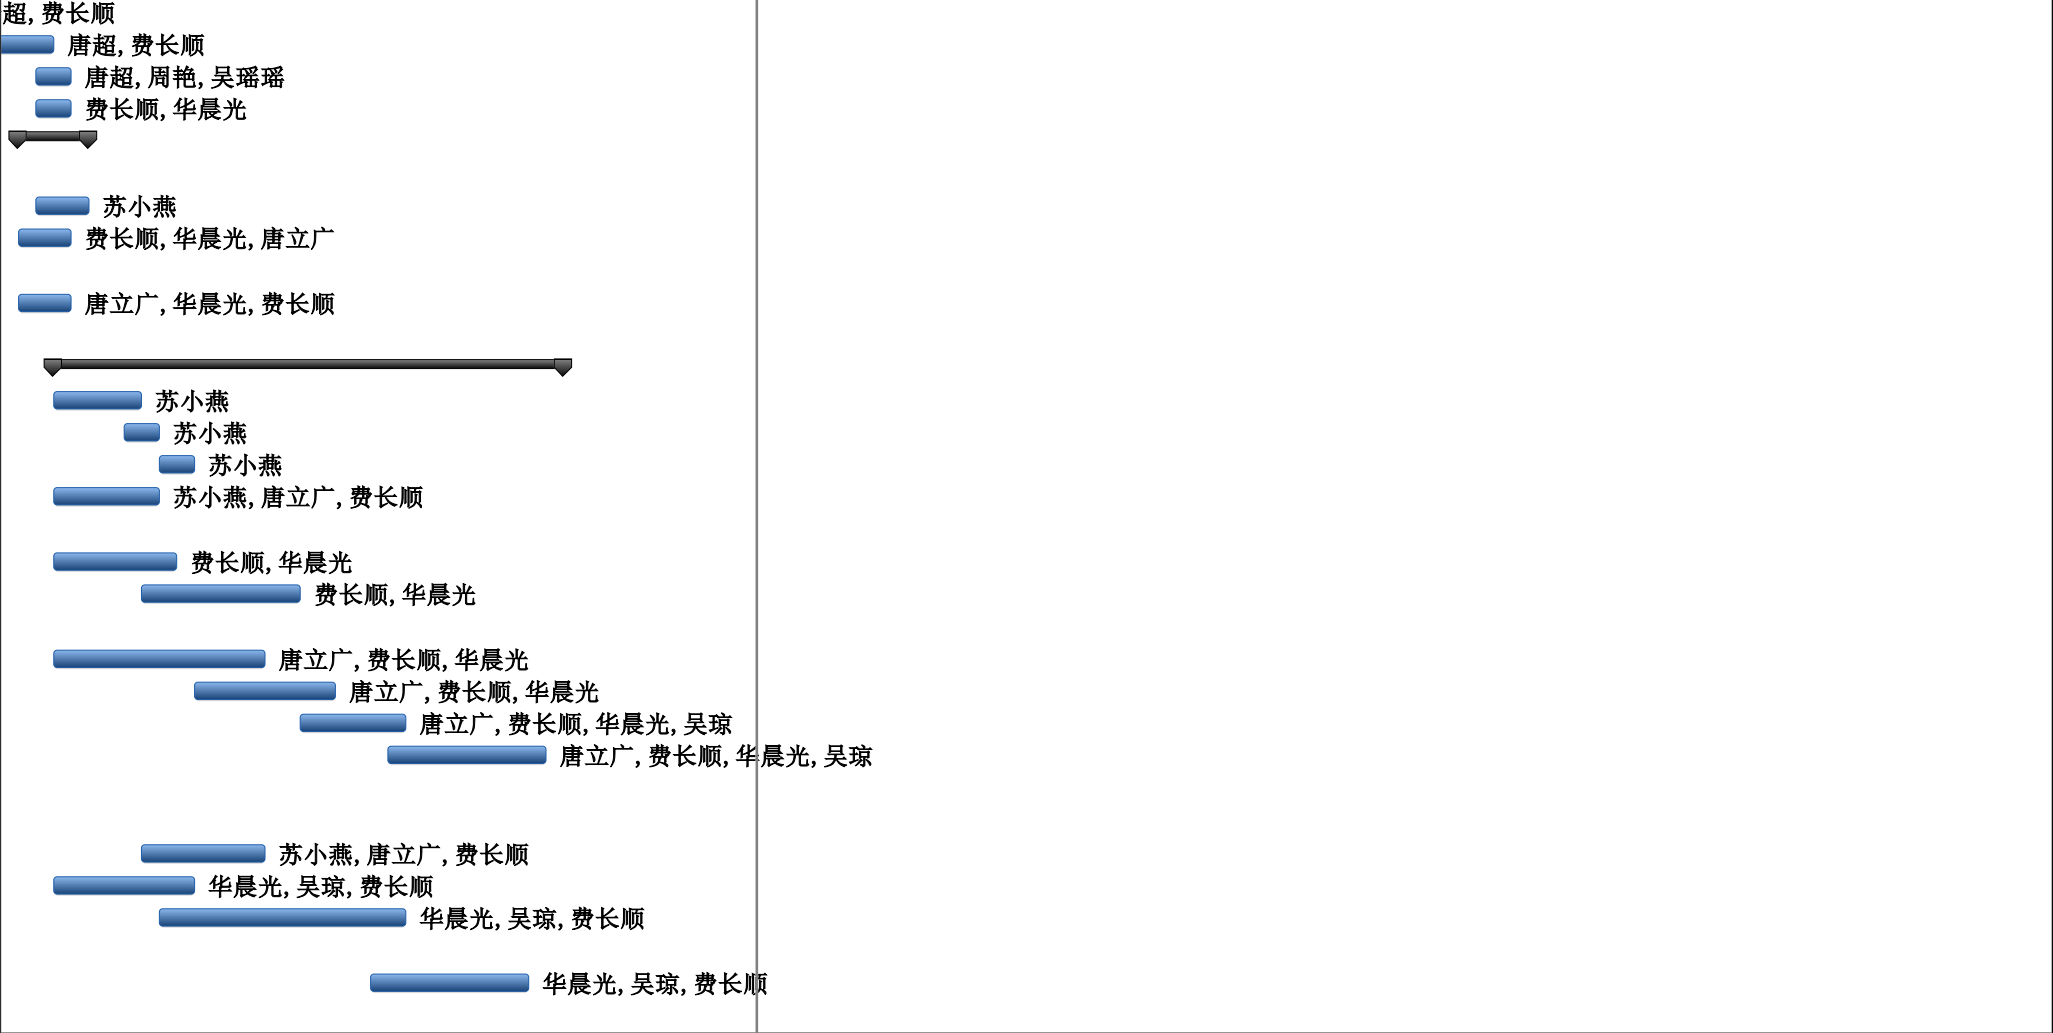 超, 费长顺
唐超, 费长顺
唐超, 周艳, 吴瑶瑶
费长顺, 华晨光
苏小燕
费长顺, 华晨光, 唐立广
唐立广, 华晨光, 费长顺
苏小燕
苏小燕
苏小燕
苏小燕, 唐立广, 费长顺
费长顺, 华晨光
费长顺, 华晨光
唐立广, 费长顺, 华晨光
唐立广, 费长顺, 华晨光
唐立广, 费长顺, 华晨光, 吴琼
唐立广, 费长顺, 华晨光, 吴琼
苏小燕, 唐立广, 费长顺
华晨光, 吴琼, 费长顺
华晨光, 吴琼, 费长顺
华晨光, 吴琼, 费长顺